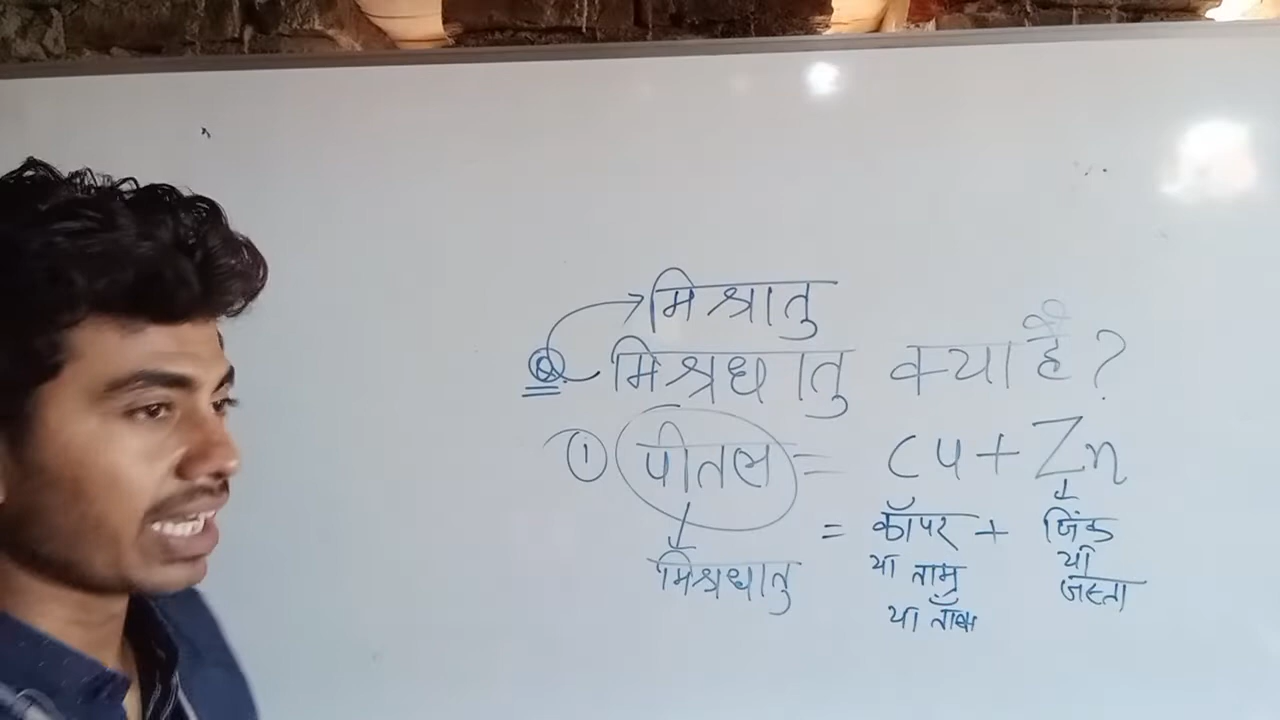 मिश्रातु
Q मिश्रधातु क्या है?
① पीतल = Cu + Zn
= कॉपर + जिंक
मिश्रधातु या ताम्र या जस्ता
या ताँबा